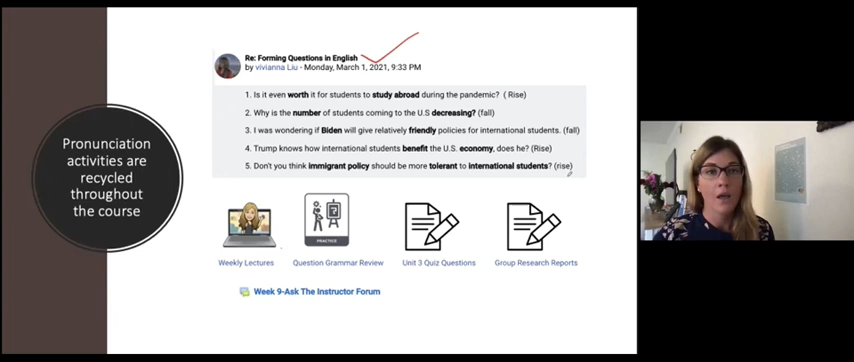 Pronunciation
activities are
recycled
throughout
the course
Re: Forming Questions in English
by vivianna Liu - Monday, March 1, 2021, 9:33 PM
1. Is it even worth it for students to study abroad during the pandemic? ( Rise)
2. Why is the number of students coming to the U.S decreasing? (fall)
3. I was wondering if Biden will give relatively friendly policies for international students. (fall)
4. Trump knows how international students benefit the U.S. economy, does he? (Rise)
5. Don't you think immigrant policy should be more tolerant to international students? (rise)
PRACTICE
Weekly Lectures
Question Grammar Review
Unit 3 Quiz Questions
Group Research Reports
Week 9-Ask The Instructor Forum